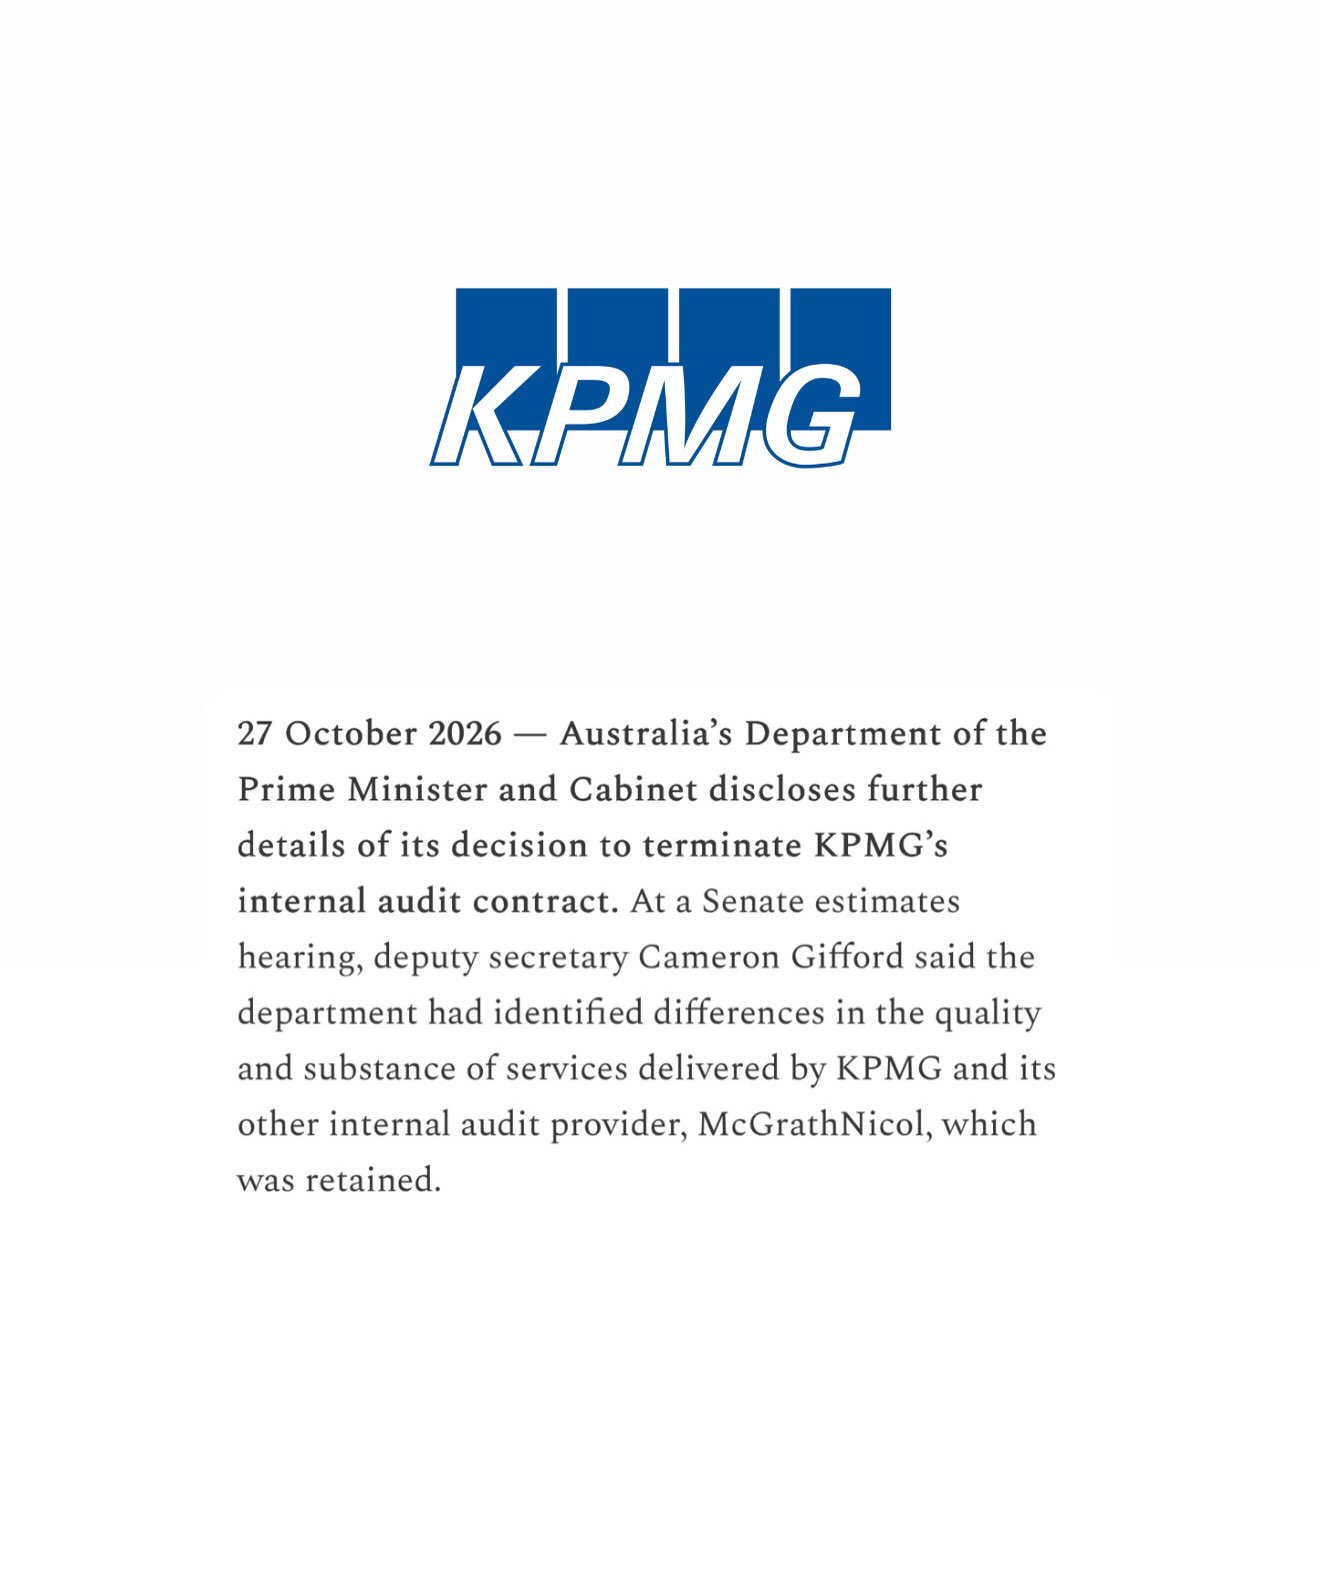 KPMG
27 October 2026 — Australia’s Department of the
Prime Minister and Cabinet discloses further
details of its decision to terminate KPMG’s
internal audit contract. At a Senate estimates
hearing, deputy secretary Cameron Gifford said the
department had identified differences in the quality
and substance of services delivered by KPMG and its
other internal audit provider, McGrathNicol, which
was retained.